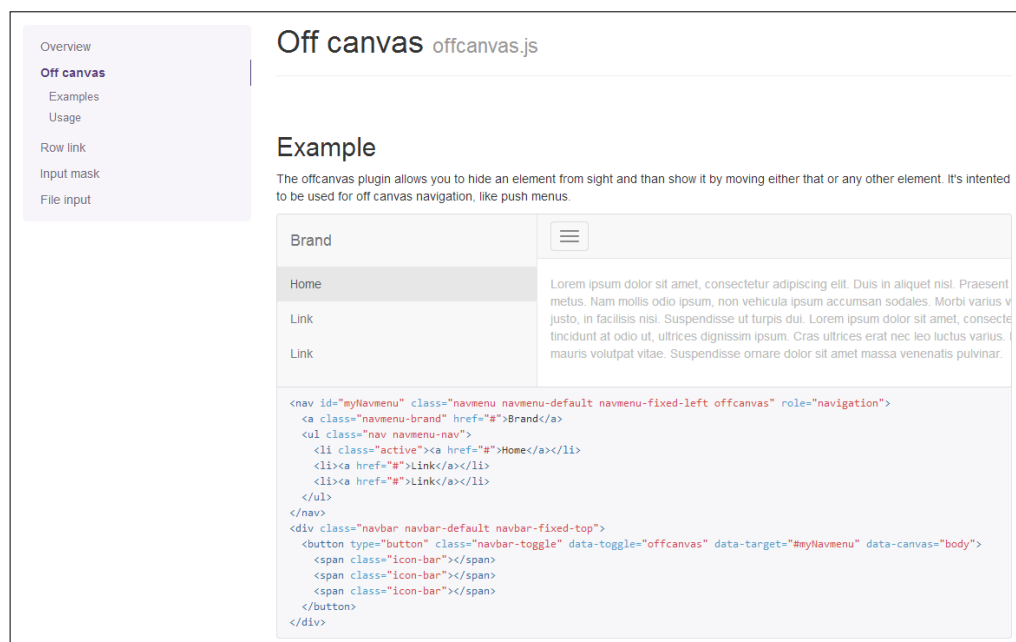 Overview
Off canvas
Examples
Usage
Row link
Input mask
File input
Off canvas offcanvas.js
Example
The offcanvas plugin allows you to hide an element from sight and than show it by moving either that or any other element. It's intented
to be used for off canvas navigation, like push menus.
Brand
Home
Link
Link
Lorem ipsum dolor sit amet, consectetur adipiscing elit. Duis in aliquet nisl. Praesent
metus. Nam mollis odio ipsum, non vehicula ipsum accumsan sodales. Morbi varius v
justo, in facilisis nisi. Suspendisse ut turpis dui. Lorem ipsum dolor sit amet, consecte
tincidunt at odio ut, ultrices dignissim ipsum. Cras ultrices erat nec leo luctus varius.
mauris volutpat vitae. Suspendisse ornare dolor sit amet massa venenatis pulvinar.
<nav id="myNavmenu" class="navmenu navmenu-default navmenu-fixed-left offcanvas" role="navigation">
  <a class="navmenu-brand" href="#">Brand</a>
  <ul class="nav navmenu-nav">
    <li class="active"><a href="#">Home</a></li>
    <li><a href="#">Link</a></li>
    <li><a href="#">Link</a></li>
  </ul>
</nav>
<div class="navbar navbar-default navbar-fixed-top">
  <button type="button" class="navbar-toggle" data-toggle="offcanvas" data-target="#myNavmenu" data-canvas="body">
    <span class="icon-bar"></span>
    <span class="icon-bar"></span>
    <span class="icon-bar"></span>
  </button>
</div>